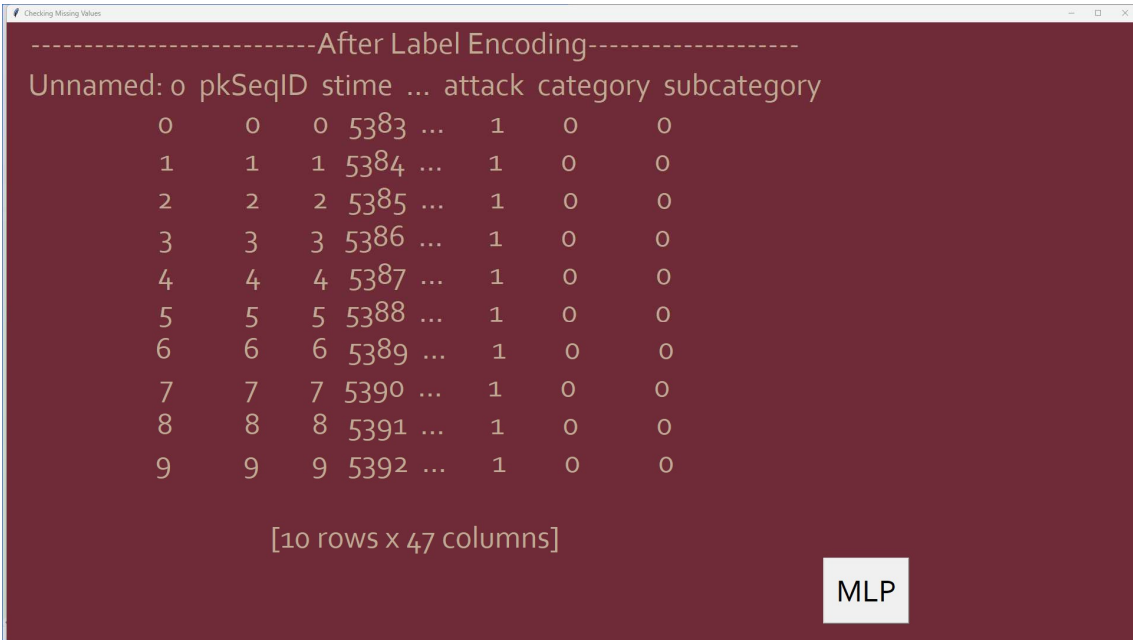 Checking Missing Values
---------------------------After Label Encoding--------------------
Unnamed: 0 pkSeqID stime ... attack category subcategory
0 0 0 5383 ... 1 0 0
1 1 1 5384 ... 1 0 0
2 2 2 5385 ... 1 0 0
3 3 3 5386 ... 1 0 0
4 4 4 5387 ... 1 0 0
5 5 5 5388 ... 1 0 0
6 6 6 5389 ... 1 0 0
7 7 7 5390 ... 1 0 0
8 8 8 5391 ... 1 0 0
9 9 9 5392 ... 1 0 0
[10 rows x 47 columns]
MLP